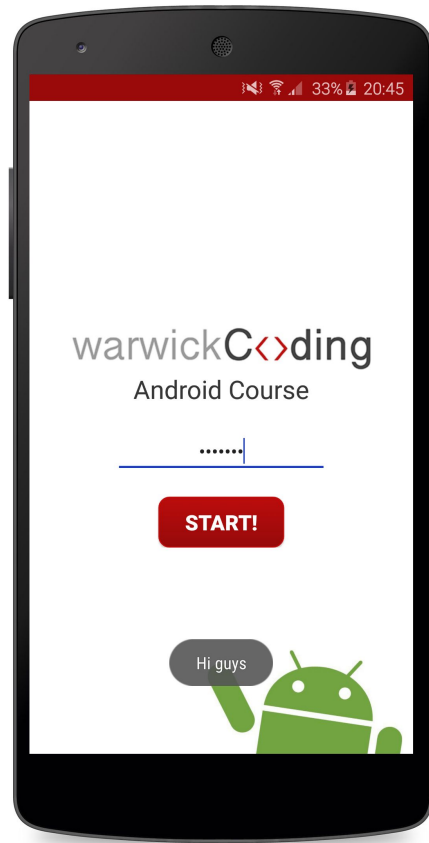 33% 20:45
warwickC<>ding
Android Course
•••••••
START!
Hi guys